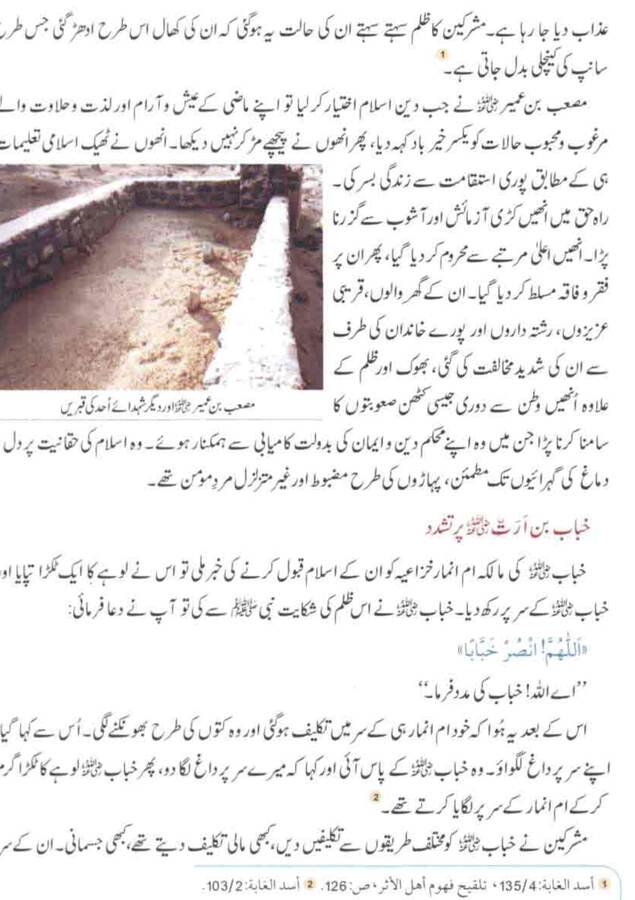 عذاب دیا جا رہا ہے۔ مشرکین کا ظلم سہتے سہتے ان کی حالت یہ ہوگئی کہ ان کی کھال اس طرح ادھڑ گئی جس طرح
سانپ کی کینچلی بدل جاتی ہے۔ 1
مصعب بن عمیر رضی اللہ عنہ نے جب دین اسلام اختیار کر لیا تو اپنے ماضی کے عیش و آرام اور لذت و حلاوت والے
مرغوب و محبوب حالات کو یکسر خیر باد کہہ دیا، پھر انھوں نے پیچھے مڑ کر نہیں دیکھا۔ انھوں نے ٹھیک اسلامی تعلیمات
ہی کے مطابق پوری استقامت سے زندگی بسر کی۔
راہ حق میں انھیں کڑی آزمائش اور آشوب سے گزرنا
پڑا۔ انھیں اعلیٰ مرتبے سے محروم کر دیا گیا، پھر ان پر
فقر و فاقہ مسلط کر دیا گیا۔ ان کے گھر والوں، قریبی
عزیزوں، رشتہ داروں اور پورے خاندان کی طرف
سے ان کی شدید مخالفت کی گئی، بھوک اور ظلم کے
علاوہ اُنھیں وطن سے دوری جیسی کٹھن صعوبتوں کا
مصعب بن عمیر رضی اللہ عنہ اور دیگر شہدائے اُحد کی قبریں
سامنا کرنا پڑا جن میں وہ اپنے محکم دین و ایمان کی بدولت کامیابی سے ہمکنار ہوئے۔ وہ اسلام کی حقانیت پر دل
دماغ کی گہرائیوں تک مطمئن، پہاڑوں کی طرح مضبوط اور غیر متزلزل مردِ مومن تھے۔
خباب بن اَرَتّ رضی اللہ عنہ پر تشدد
خباب رضی اللہ عنہ کی مالکہ ام انمار خزاعیہ کو ان کے اسلام قبول کرنے کی خبر ملی تو اس نے لوہے کا ایک ٹکڑا تپایا اور
خباب رضی اللہ عنہ کے سر پر رکھ دیا۔ خباب رضی اللہ عنہ نے اس ظلم کی شکایت نبی ﷺ سے کی تو آپ نے دعا فرمائی:
«اَللّٰهُمَّ! انْصُرْ خَبَّابًا»
’’اے اللہ! خباب کی مدد فرما۔‘‘
اس کے بعد یہ ہُوا کہ خود ام انمار ہی کے سر میں تکلیف ہوگئی اور وہ کتوں کی طرح بھونکنے لگی۔ اُس سے کہا گیا
اپنے سر پر داغ لگواؤ۔ وہ خباب رضی اللہ عنہ کے پاس آئی اور کہا کہ میرے سر پر داغ لگا دو، پھر خباب رضی اللہ عنہ لوہے کا ٹکڑا گرم
کر کے ام انمار کے سر پر لگایا کرتے تھے۔ 2
مشرکین نے خباب رضی اللہ عنہ کو مختلف طریقوں سے تکلیفیں دیں، کبھی مالی تکلیف دیتے تھے، کبھی جسمانی۔ ان کے سر
1 أسد الغابة: 135/4، تلقیح فهوم أهل الأثر، ص: 126. 2 أسد الغابة: 103/2.